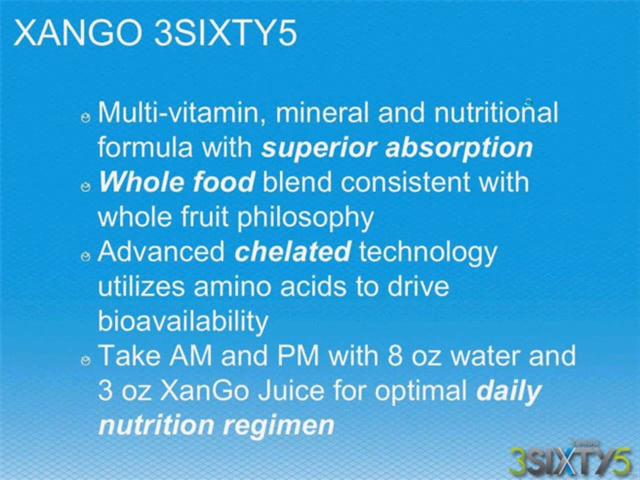 XANGO 3SIXTY5
Multi-vitamin, mineral and nutritional
formula with superior absorption
Whole food blend consistent with
whole fruit philosophy
Advanced chelated technology
utilizes amino acids to drive
bioavailability
Take AM and PM with 8 oz water and
3 oz XanGo Juice for optimal daily
nutrition regimen
3SIXTY5